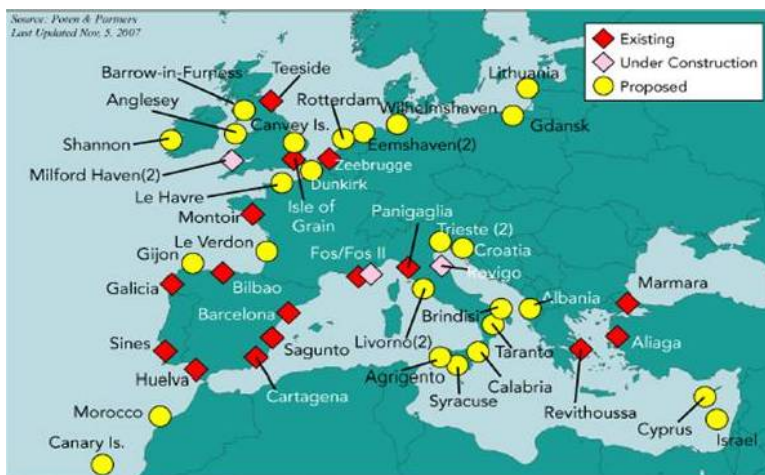 Source: Poten & Partners
Last Updated Nov. 5, 2007
Existing
Under Construction
Proposed
Barrow-in-Furness
Teeside
Lithuania
Anglesey
Rotterdam
Wilhelmshaven
Canvey Is.
Gdansk
Shannon
Eemshaven(2)
Zeebrugge
Milford Haven(2)
Dunkirk
Le Havre
Isle of
Grain
Panigaglia
Montoir
Trieste (2)
Le Verdon
Fos/Fos II
Croatia
Gijon
Rovigo
Galicia
Bilbao
Marmara
Albania
Barcelona
Brindisi
Livorno(2)
Taranto
Aliaga
Sines
Sagunto
Agrigento
Calabria
Huelva
Cartagena
Syracuse
Revithoussa
Morocco
Cyprus
Israel
Canary Is.